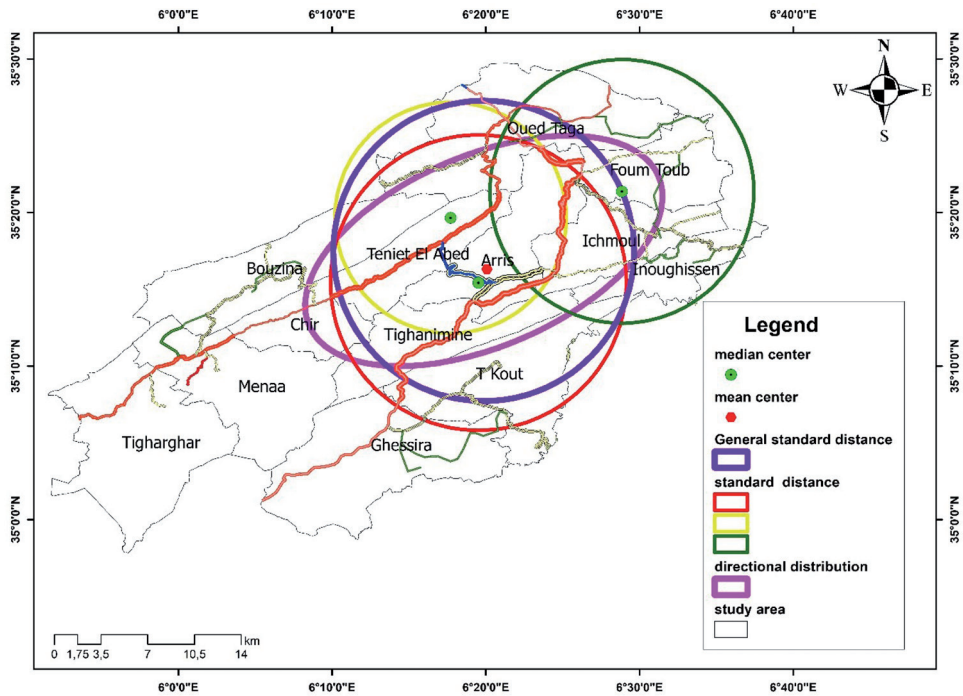 6°0'0"N
6°10'0"N
6°20'0"N
6°30'0"N
6°40'0"N
35°30'0"N
35°30'0"N
N
W
E
S
Oued Taga
Foum Toub
35°20'0"N
35°20'0"N
Teniet El Abed
Arris
Ichmoul
Inoughissen
Bouzina
Chir
Tighanimine
T Kout
Menaa
35°10'0"N
35°10'0"N
Tigharghar
Ghessira
35°0'0"N
35°0'0"N
Legend
median center
mean center
General standard distance
standard distance
directional distribution
study area
km
0 1,75 3,5 7 10,5 14
6°0'0"N
6°10'0"N
6°20'0"N
6°30'0"N
6°40'0"N